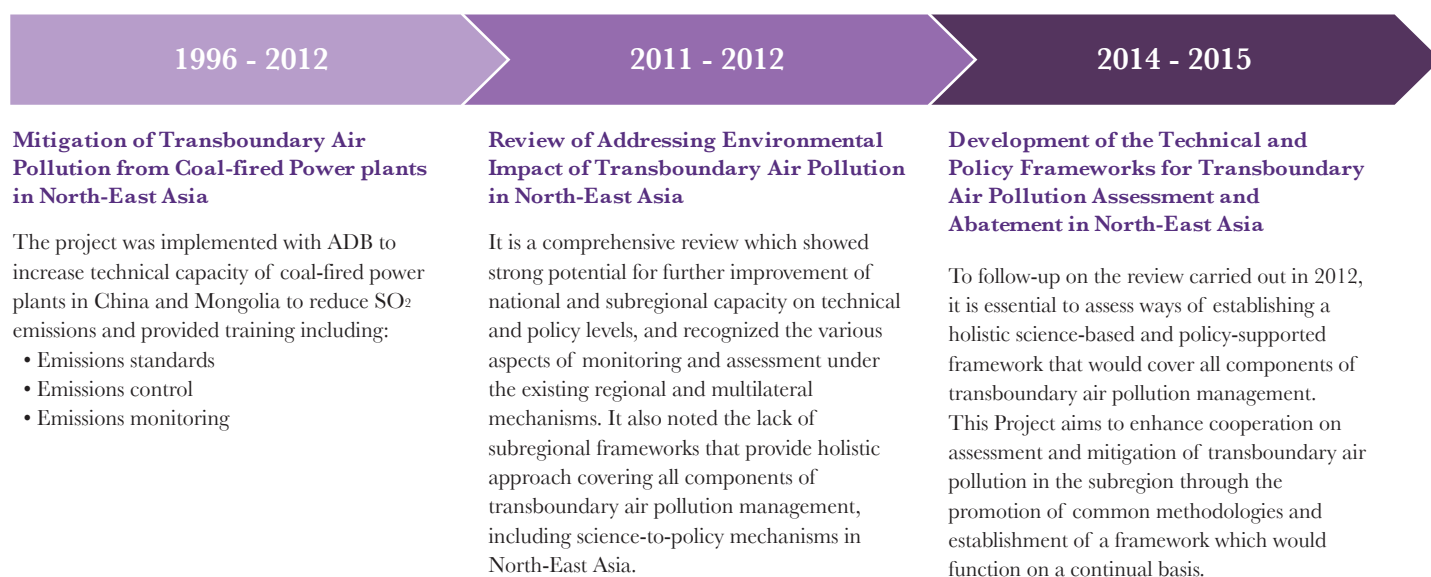 1996 - 2012
2011 - 2012
2014 - 2015
Mitigation of Transboundary Air
Pollution from Coal-fired Power plants
in North-East Asia
The project was implemented with ADB to
increase technical capacity of coal-fired power
plants in China and Mongolia to reduce SO2
emissions and provided training including:
• Emissions standards
• Emissions control
• Emissions monitoring
Review of Addressing Environmental
Impact of Transboundary Air Pollution
in North-East Asia
It is a comprehensive review which showed
strong potential for further improvement of
national and subregional capacity on technical
and policy levels, and recognized the various
aspects of monitoring and assessment under
the existing regional and multilateral
mechanisms. It also noted the lack of
subregional frameworks that provide holistic
approach covering all components of
transboundary air pollution management,
including science-to-policy mechanisms in
North-East Asia.
Development of the Technical and
Policy Frameworks for Transboundary
Air Pollution Assessment and
Abatement in North-East Asia
To follow-up on the review carried out in 2012,
it is essential to assess ways of establishing a
holistic science-based and policy-supported
framework that would cover all components of
transboundary air pollution management.
This Project aims to enhance cooperation on
assessment and mitigation of transboundary air
pollution in the subregion through the
promotion of common methodologies and
establishment of a framework which would
function on a continual basis.